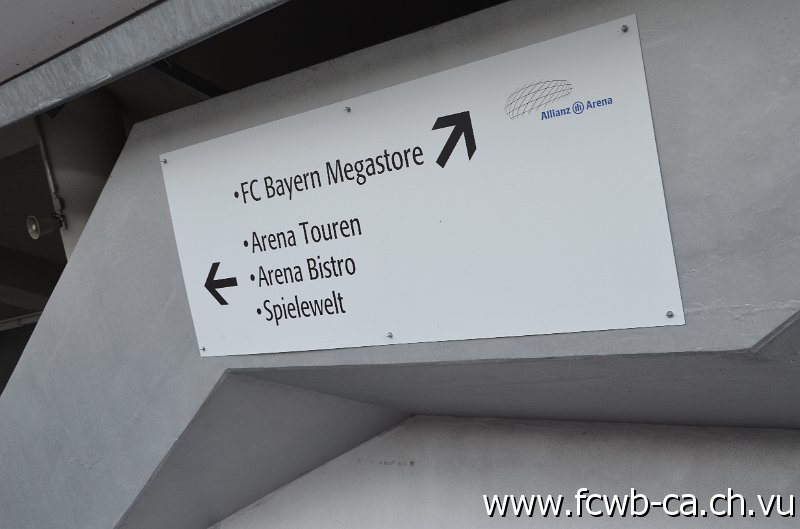 Allianz Arena
•FC Bayern Megastore
•Arena Touren
•Arena Bistro
•Spielewelt
www.fcwb-ca.ch.vu